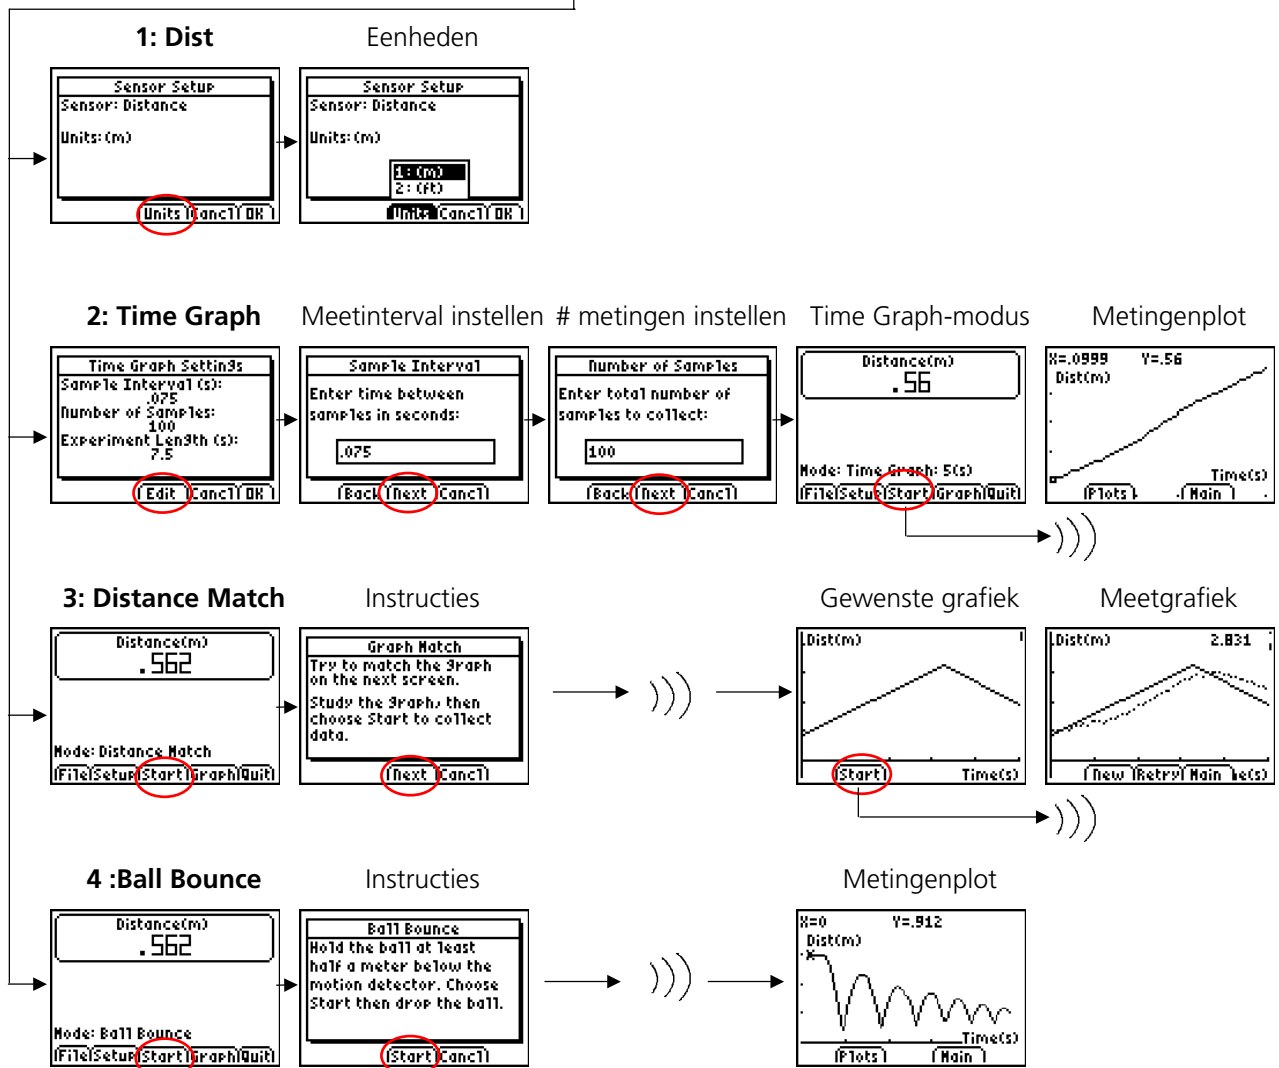 1: Dist
Eenheden
Sensor Setup
Sensor: Distance
Units: (m)
Units Cancl OK
Sensor Setup
Sensor: Distance
Units: (m)
1: (m)
2: (ft)
Units Cancl OK
2: Time Graph
Meetinterval instellen
# metingen instellen
Time Graph-modus
Metingenplot
Time Graph Settings
Sample Interval (s):
.075
Number of Samples:
100
Experiment Length (s):
7.5
Edit Cancl OK
Sample Interval
Enter time between
samples in seconds:
.075
Back Next Cancl
Number of Samples
Enter total number of
samples to collect:
100
Back Next Cancl
Distance(m)
.56
Mode: Time Graph: 5(s)
File Setup Start Graph Quit
X=.0999 Y=.56
Dist(m)
Time(s)
Plots Main
3: Distance Match
Instructies
Gewenste grafiek
Meetgrafiek
Distance(m)
.562
Mode: Distance Match
File Setup Start Graph Quit
Graph Match
Try to match the graph
on the next screen.
Study the graph, then
choose Start to collect
data.
Next Cancl
Dist(m)
Start Time(s)
Dist(m) 2.831
New Retry Main e(s)
4 :Ball Bounce
Instructies
Metingenplot
Distance(m)
.562
Mode: Ball Bounce
File Setup Start Graph Quit
Ball Bounce
Hold the ball at least
half a meter below the
motion detector. Choose
Start then drop the ball.
Start Cancl
X=0 Y=.912
Dist(m)
Time(s)
Plots Main